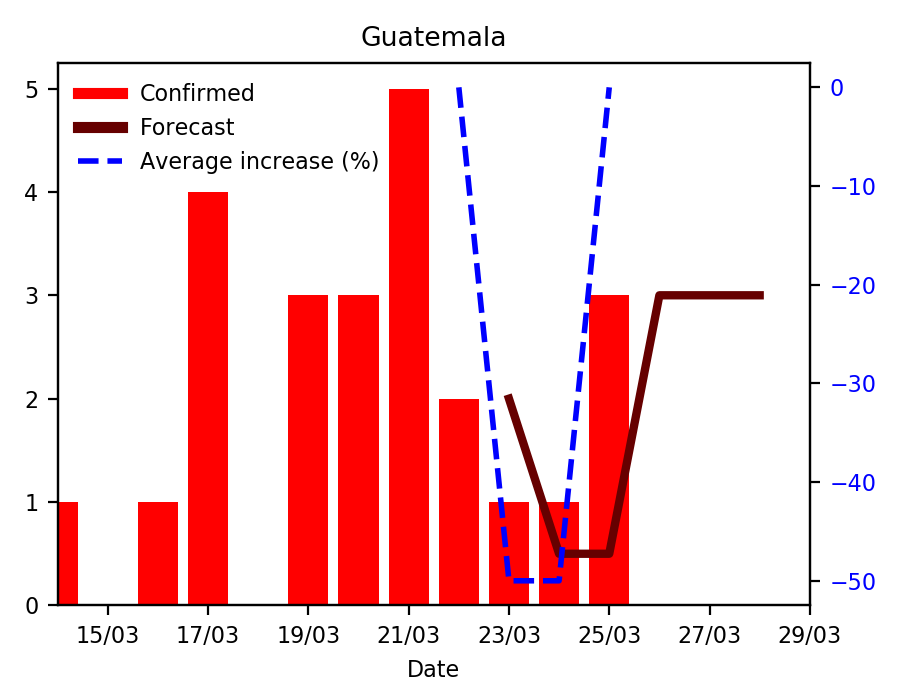 Guatemala
Confirmed
Forecast
Average increase (%)
5
4
3
2
1
0
0
−10
−20
−30
−40
−50
15/03 17/03 19/03 21/03 23/03 25/03 27/03 29/03
Date